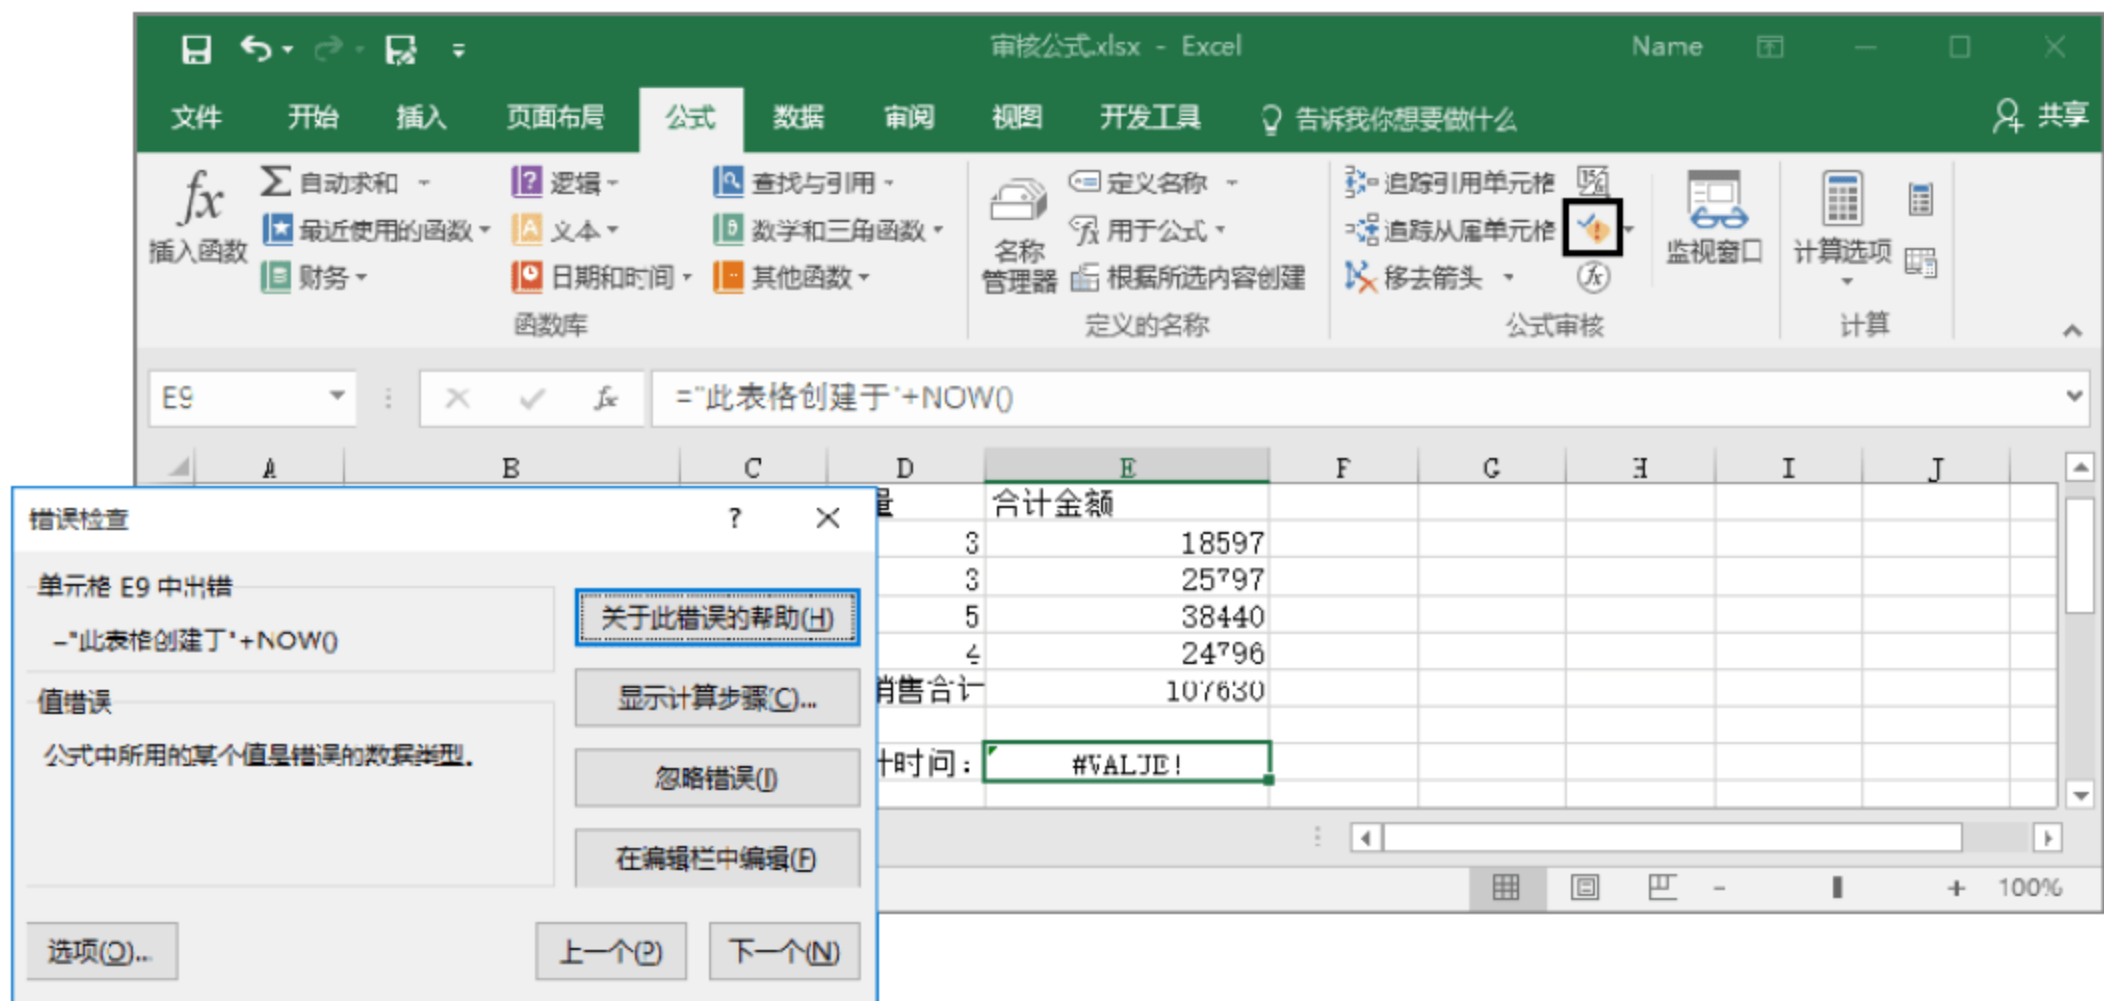 审核公式.xlsx - Excel
Name
文件 开始 插入 页面布局 公式 数据 审阅 视图 开发工具 告诉我你想要做什么 共享
fx 插入函数
自动求和
最近使用的函数
财务
逻辑
文本
日期和时间
查找与引用
数学和三角函数
其他函数
函数库
名称
管理器
定义名称
用于公式
根据所选内容创建
定义的名称
追踪引用单元格
追踪从属单元格
移去箭头
公式审核
监视窗口
计算选项
计算
E9
fx
="此表格创建于"+NOW()
A B C D E F G H I J
量 合计金额
3 18597
3 25797
5 38440
4 24796
销售合计 107630
计时间: #VALUE!
错误检查
?
单元格 E9 中出错
="此表格创建于"+NOW()
值错误
公式中所用的某个值是错误的数据类型。
关于此错误的帮助(H)
显示计算步骤(C)...
忽略错误(I)
在编辑栏中编辑(F)
选项(O)...
上一个(P)
下一个(N)
- + 100%